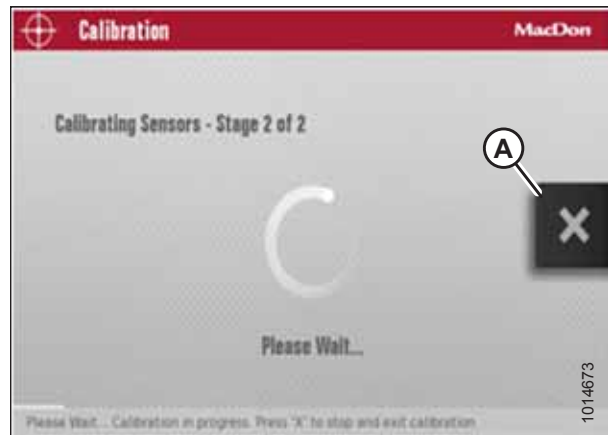 Calibration
MacDon
Calibrating Sensors - Stage 2 of 2
A
X
Please Wait...
Please Wait... Calibration in progress. Press "X" to stop and exit calibration
1014673